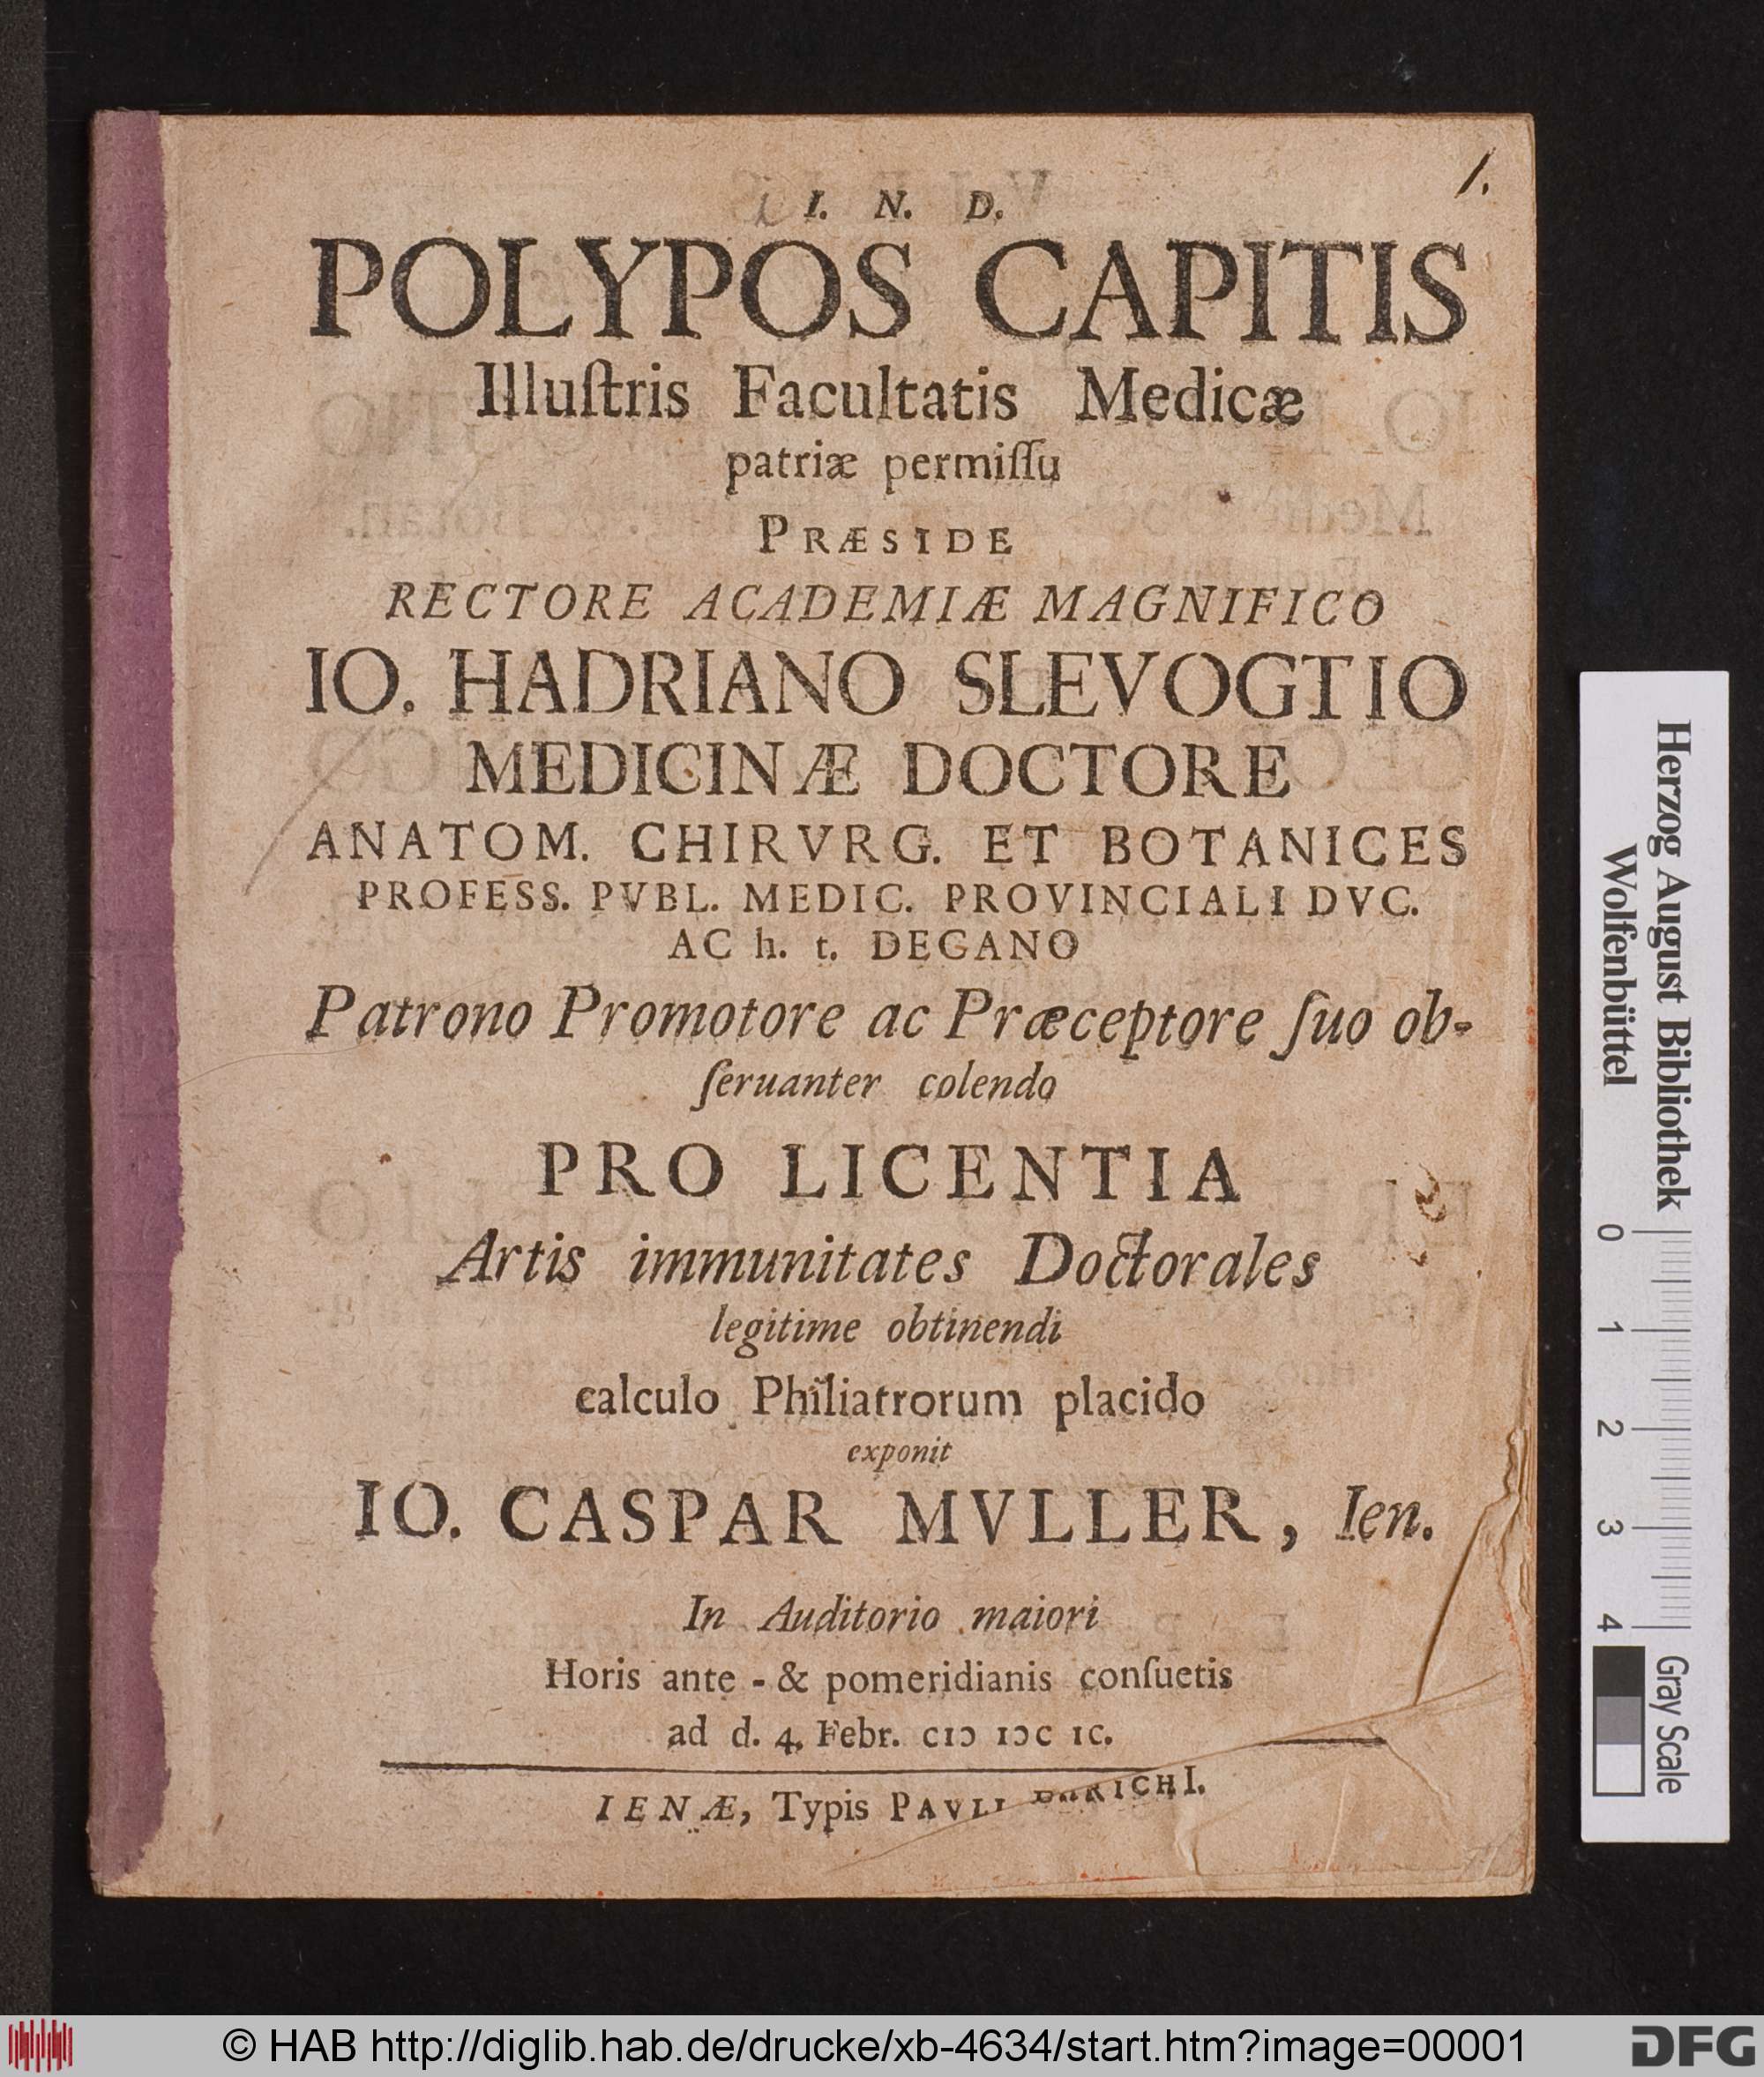 1.
I. N. D.
POLYPOS CAPITIS
Illuſtris Facultatis Medicæ
patriæ permiſſu
PRÆSIDE
RECTORE ACADEMIÆ MAGNIFICO
IO. HADRIANO SLEVOGTIO
MEDICINÆ DOCTORE
ANATOM. CHIRVRG. ET BOTANICES
PROFESS. PVBL. MEDIC. PROVINCIALI DVC.
AC h. t. DECANO
Patrono Promotore ac Præceptore ſuo ob-
ſeruanter colendo
PRO LICENTIA
Artis immunitates Doctorales
legitime obtinendi
calculo Philiatrorum placido
exponit
IO. CASPAR MVLLER, Ien.
In Auditorio maiori
Horis ante - & pomeridianis conſuetis
ad d. 4. Febr. CIↃ IↃC IC.
IENÆ, Typis PAVLI
Herzog August Bibliothek
Wolfenbüttel
0 1 2 3 4
Gray Scale
© HAB http://diglib.hab.de/drucke/xb-4634/start.htm?image=00001
DFG